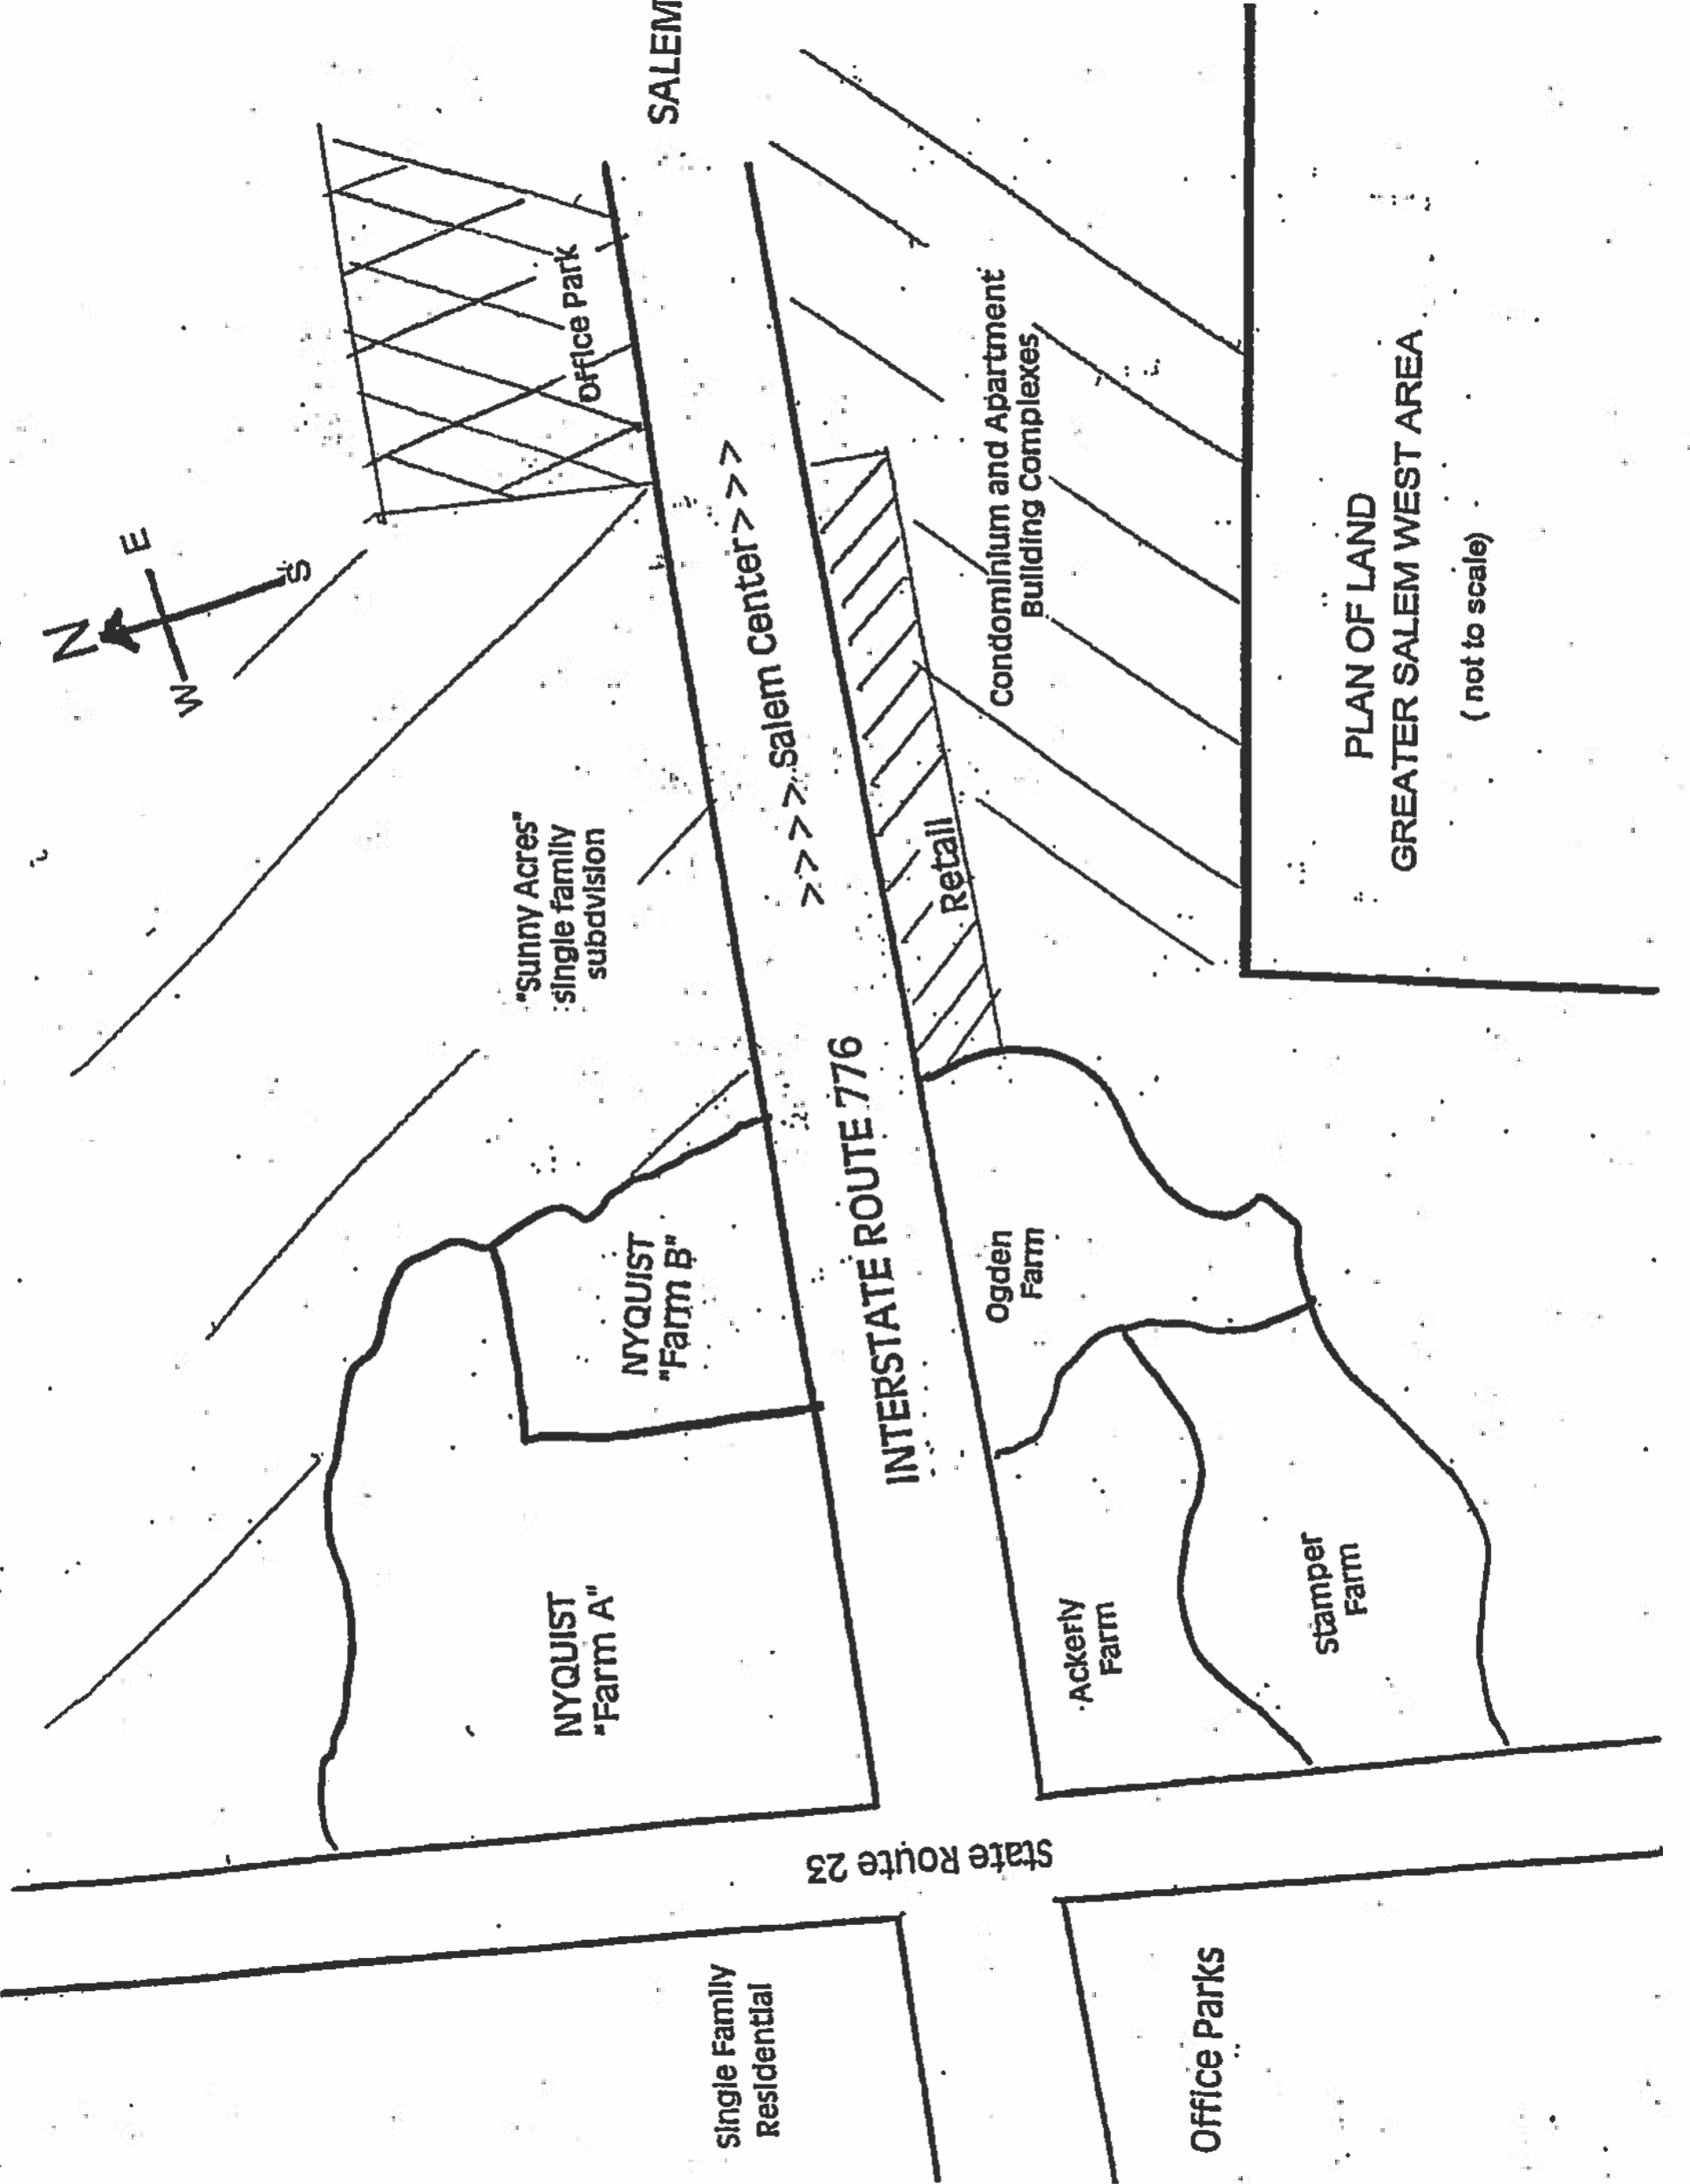 N
W
E
S
SALEM
Office Park
"Sunny Acres"
single family
subdvision
>>>>>Salem Center>>>>
Retail
Condominium and Apartment
Building Complexes
NYQUIST
"Farm B"
NYQUIST
"Farm A"
INTERSTATE ROUTE 776
Ogden
Farm
Ackerly
Farm
Stamper
Farm
State Route 23
Single Family
Residential
Office Parks
PLAN OF LAND
GREATER SALEM WEST AREA
( not to scale)